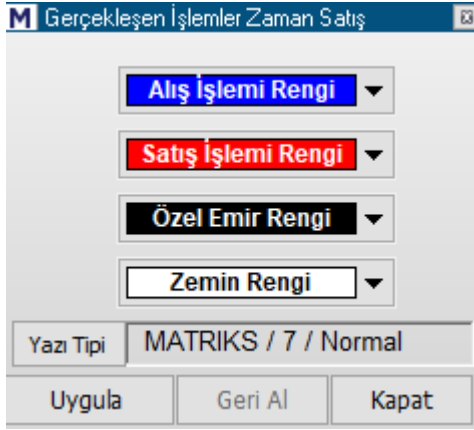 M Gerçekleşen İşlemler Zaman Satış
Alış İşlemi Rengi
Satış İşlemi Rengi
Özel Emir Rengi
Zemin Rengi
Yazı Tipi MATRIKS / 7 / Normal
Uygula Geri Al Kapat